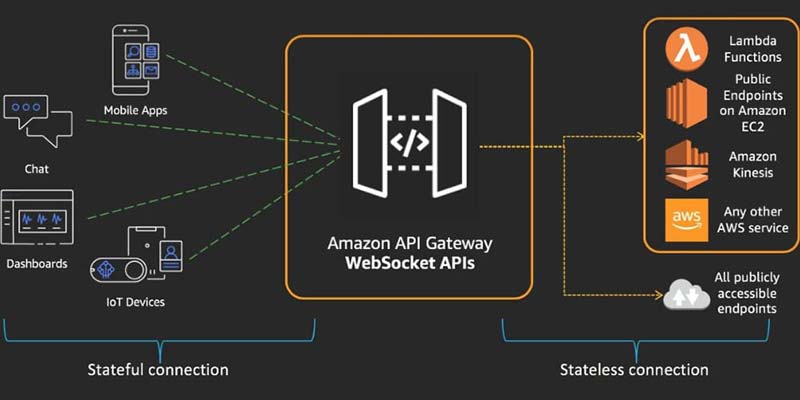 Mobile Apps
Chat
Dashboards
IoT Devices
</>
Amazon API Gateway
WebSocket APIs
Lambda
Functions
Public
Endpoints
on Amazon
EC2
Amazon
Kinesis
aws
Any other
AWS service
All publicly
accessible
endpoints
Stateful connection
Stateless connection